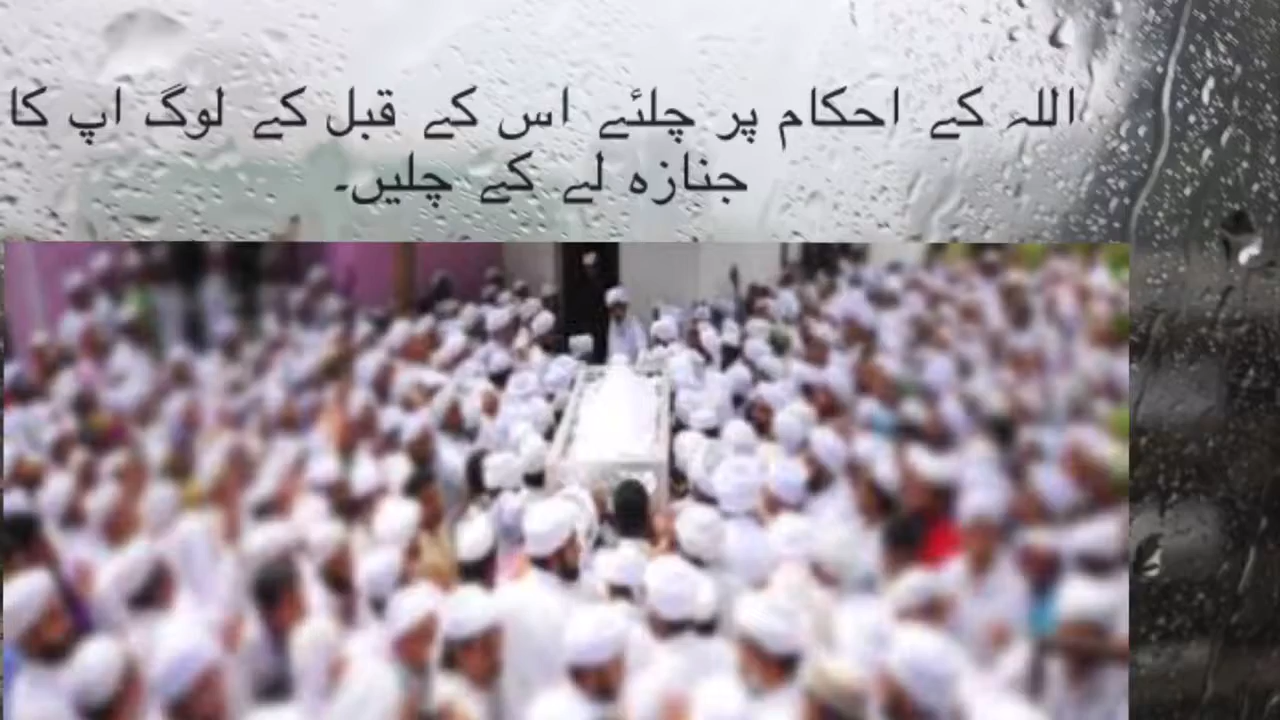 اللہ کے احکام پر چلئے اس کے قبل کے لوگ اپ کا
جنازہ لے کے چلیں۔